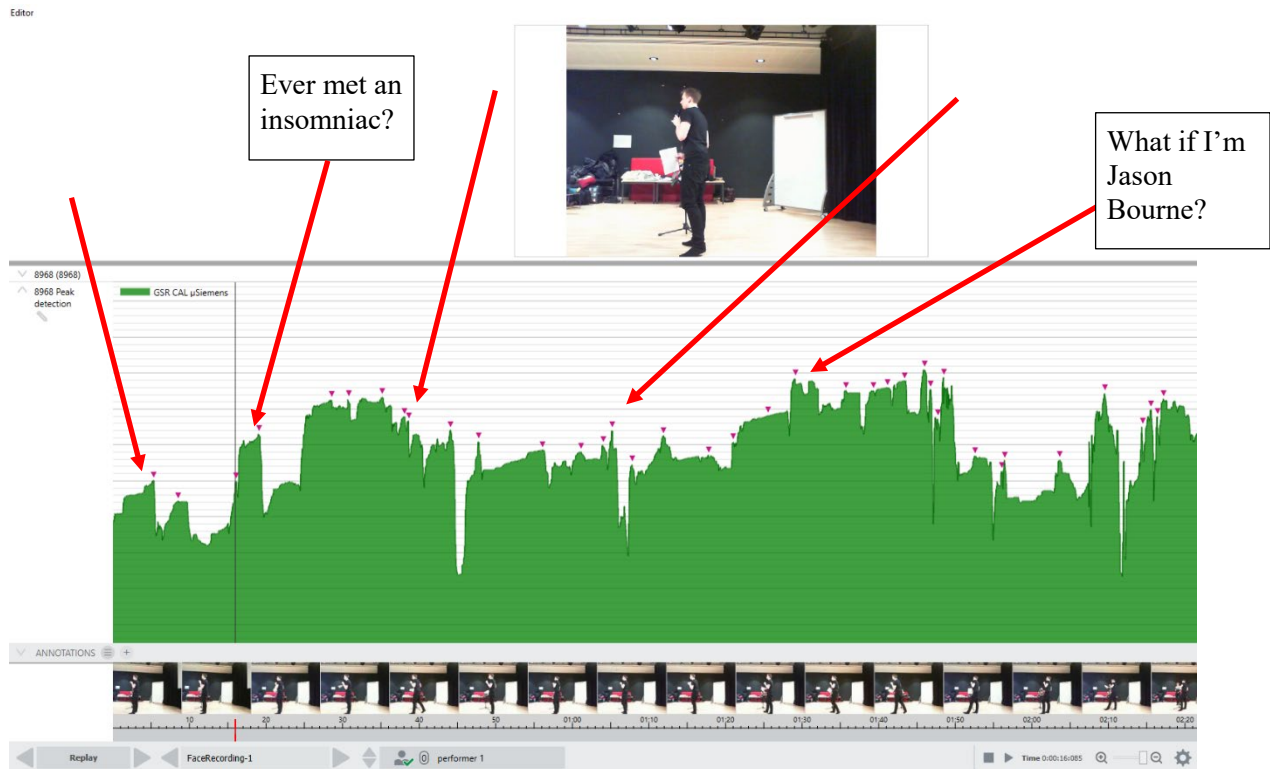 Editor
Ever met an
insomniac?
What if I'm
Jason
Bourne?
8968 (8968)
8968 Peak
detection
GSR CAL µSiemens
ANNOTATIONS
10 20 30 40 50 01:00 01:10 01:20 01:30 01:40 01:50 02:00 02:10 02:20
Replay FaceRecording-1 0 performer 1 Time 0:00:16:085